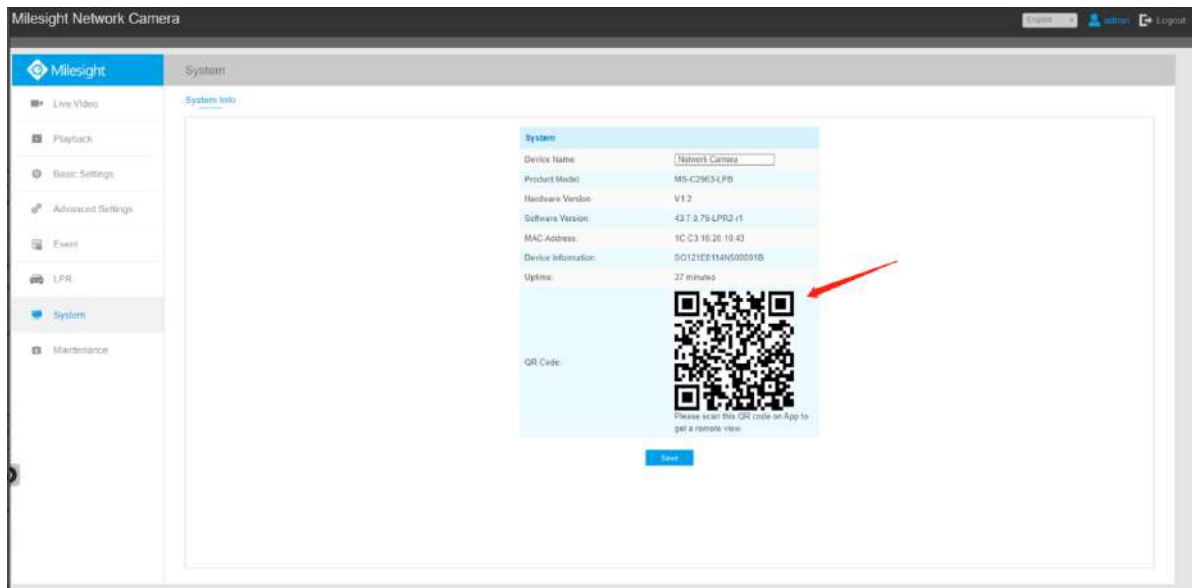 Milesight Network Camera
English admin Logout
Milesight
System
Live Video
System Info
Playback
Basic Settings
Advanced Settings
Event
LPR
System
Maintenance
System
Device Name: Network Camera
Product Model: MS-C2963-LPB
Hardware Version: V1.2
Software Version: 43.7.0.79-LPR2-r1
MAC Address: 1C:C3:16:26:10:43
Device Information:
Uptime: 37 minutes
QR Code:
Please scan this QR code on App to
get a remote view
Save